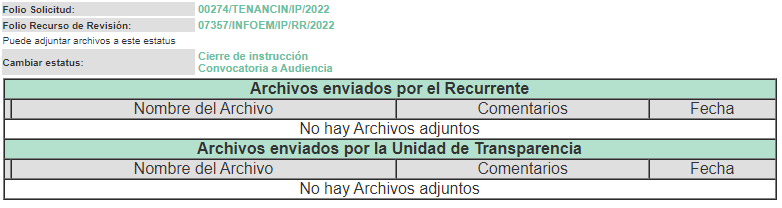 Folio Solicitud: 00274/TENANCIN/IP/2022
Folio Recurso de Revisión: 07357/INFOEM/IP/RR/2022
Puede adjuntar archivos a este estatus
Cambiar estatus: Cierre de instrucción
Convocatoria a Audiencia
Archivos enviados por el Recurrente
Nombre del Archivo Comentarios Fecha
No hay Archivos adjuntos
Archivos enviados por la Unidad de Transparencia
Nombre del Archivo Comentarios Fecha
No hay Archivos adjuntos